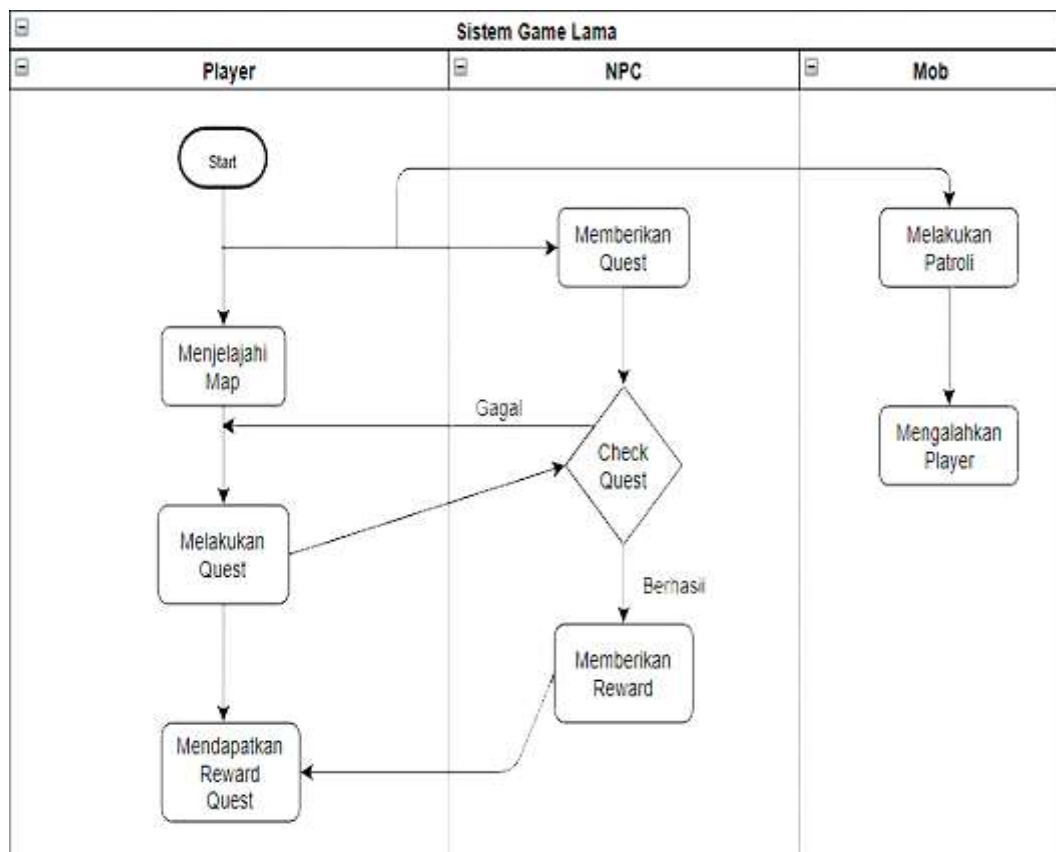 Sistem Game Lama
Player
NPC
Mob
Start
Memberikan
Quest
Melakukan
Patroli
Menjelajahi
Map
Gagal
Check
Quest
Mengalahkan
Player
Melakukan
Quest
Berhasil
Memberikan
Reward
Mendapatkan
Reward
Quest